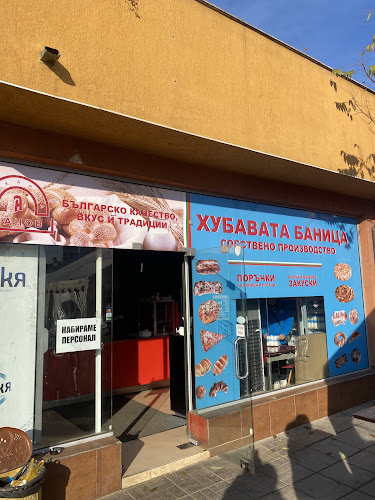 БЪЛГАРСКО КАЧЕСТВО,
ВКУС И ТРАДИЦИИ
ХУБАВАТА БАНИЦА
СОБСТВЕНО ПРОИЗВОДСТВО
ПОРЪЧКИ
ЗАКУСКИ
НАБИРАМЕ
ПЕРСОНАЛ